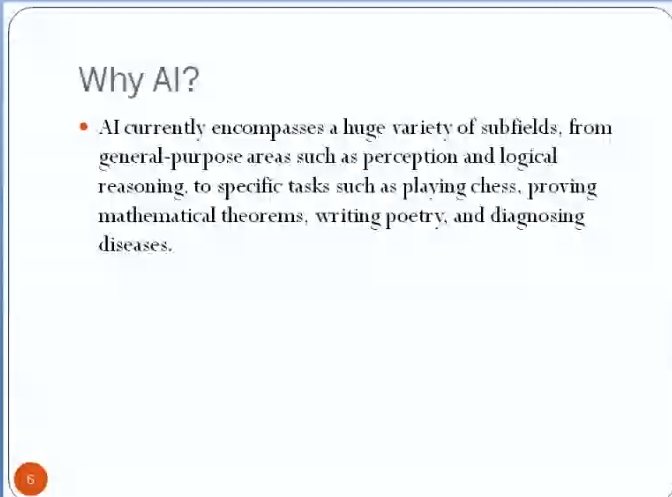 Why AI?
• AI currently encompasses a huge variety of subfields, from
general-purpose areas such as perception and logical
reasoning, to specific tasks such as playing chess, proving
mathematical theorems, writing poetry, and diagnosing
diseases.
6